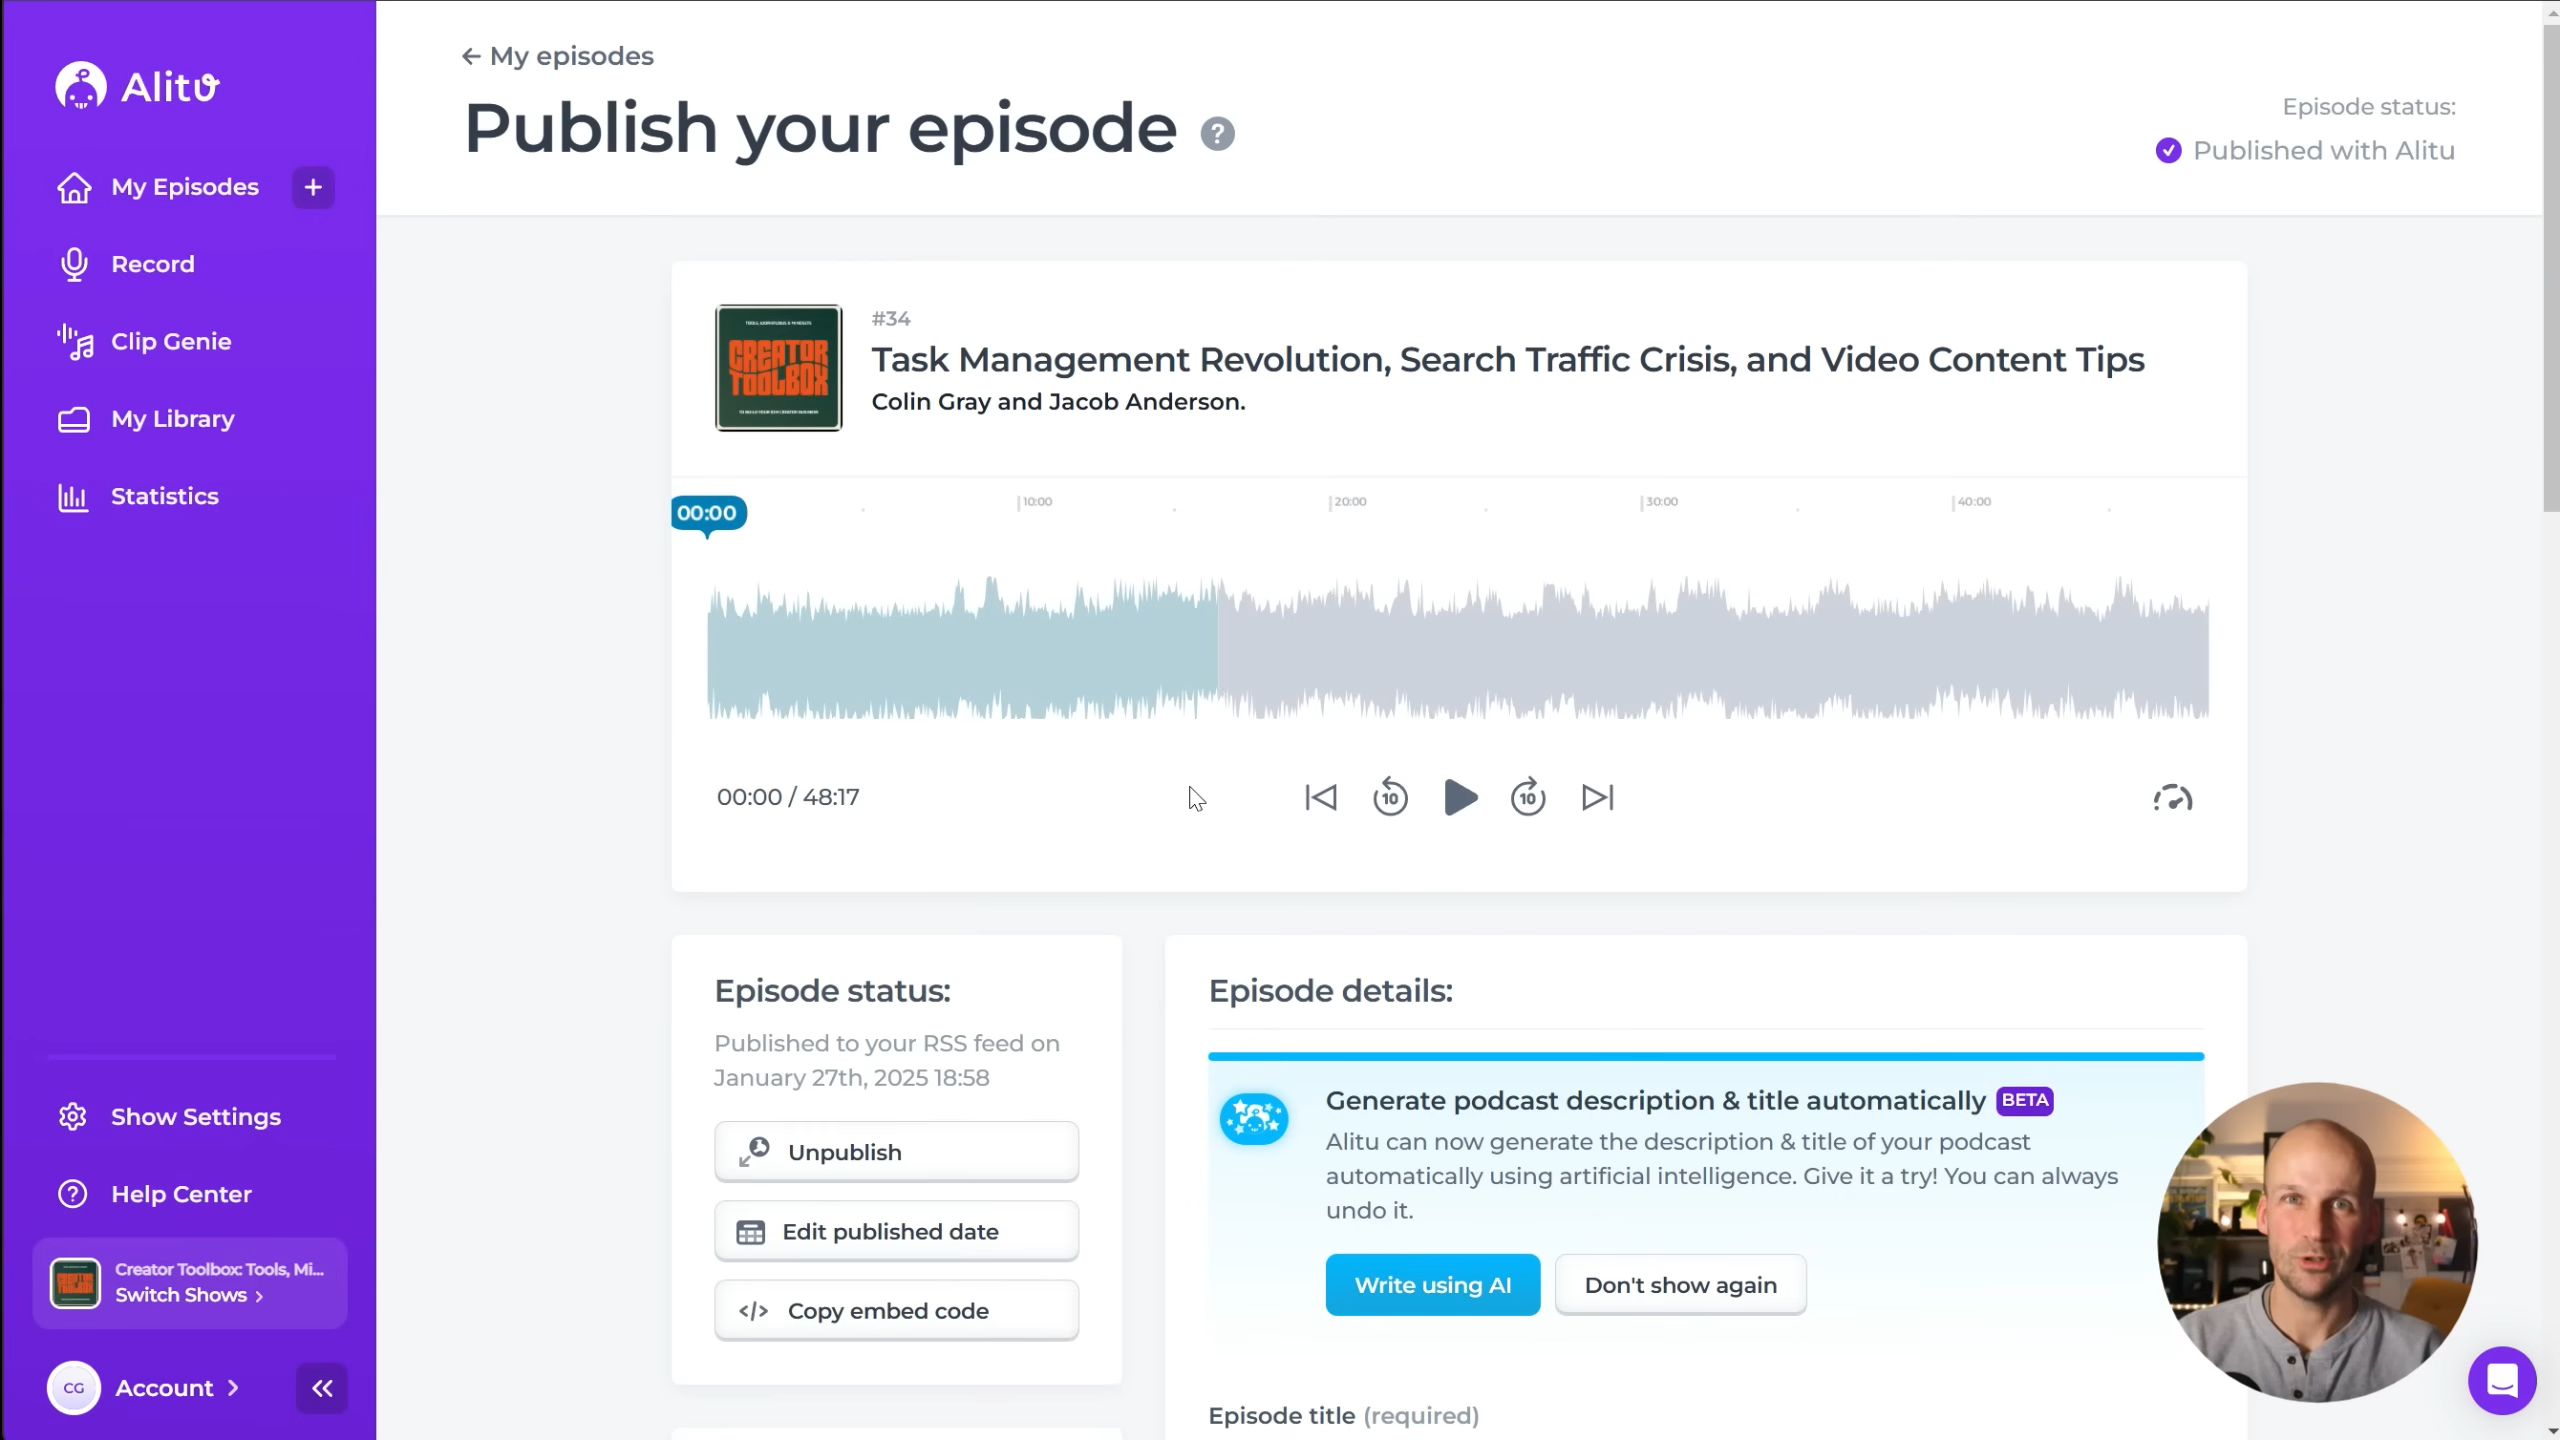 Alitu
My Episodes
+
Record
Clip Genie
My Library
Statistics
Show Settings
Help Center
Creator Toolbox: Tools, Mi...
Switch Shows >
CG
Account >
← My episodes
Publish your episode ?
Episode status:
Published with Alitu
CREATOR
TOOLBOX
#34
Task Management Revolution, Search Traffic Crisis, and Video Content Tips
Colin Gray and Jacob Anderson.
00:00
10:00
20:00
30:00
40:00
00:00 / 48:17
10
10
Episode status:
Published to your RSS feed on
January 27th, 2025 18:58
Unpublish
Edit published date
</> Copy embed code
Episode details:
Generate podcast description & title automatically BETA
Alitu can now generate the description & title of your podcast
automatically using artificial intelligence. Give it a try! You can always
undo it.
Write using AI
Don't show again
Episode title (required)